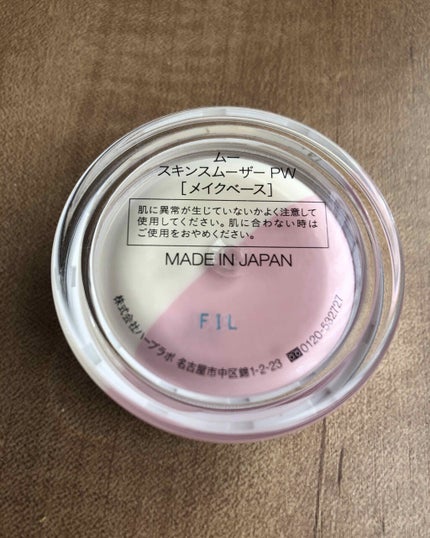 ムー
スキンスムーザー PW
[メイクベース]
肌に異常が生じていないかよく注意して
使用してください。肌に合わない時は
ご使用をおやめください。
MADE IN JAPAN
FIL
株式会社ハーブラボ 名古屋市中区錦1-2-23 0120-532727